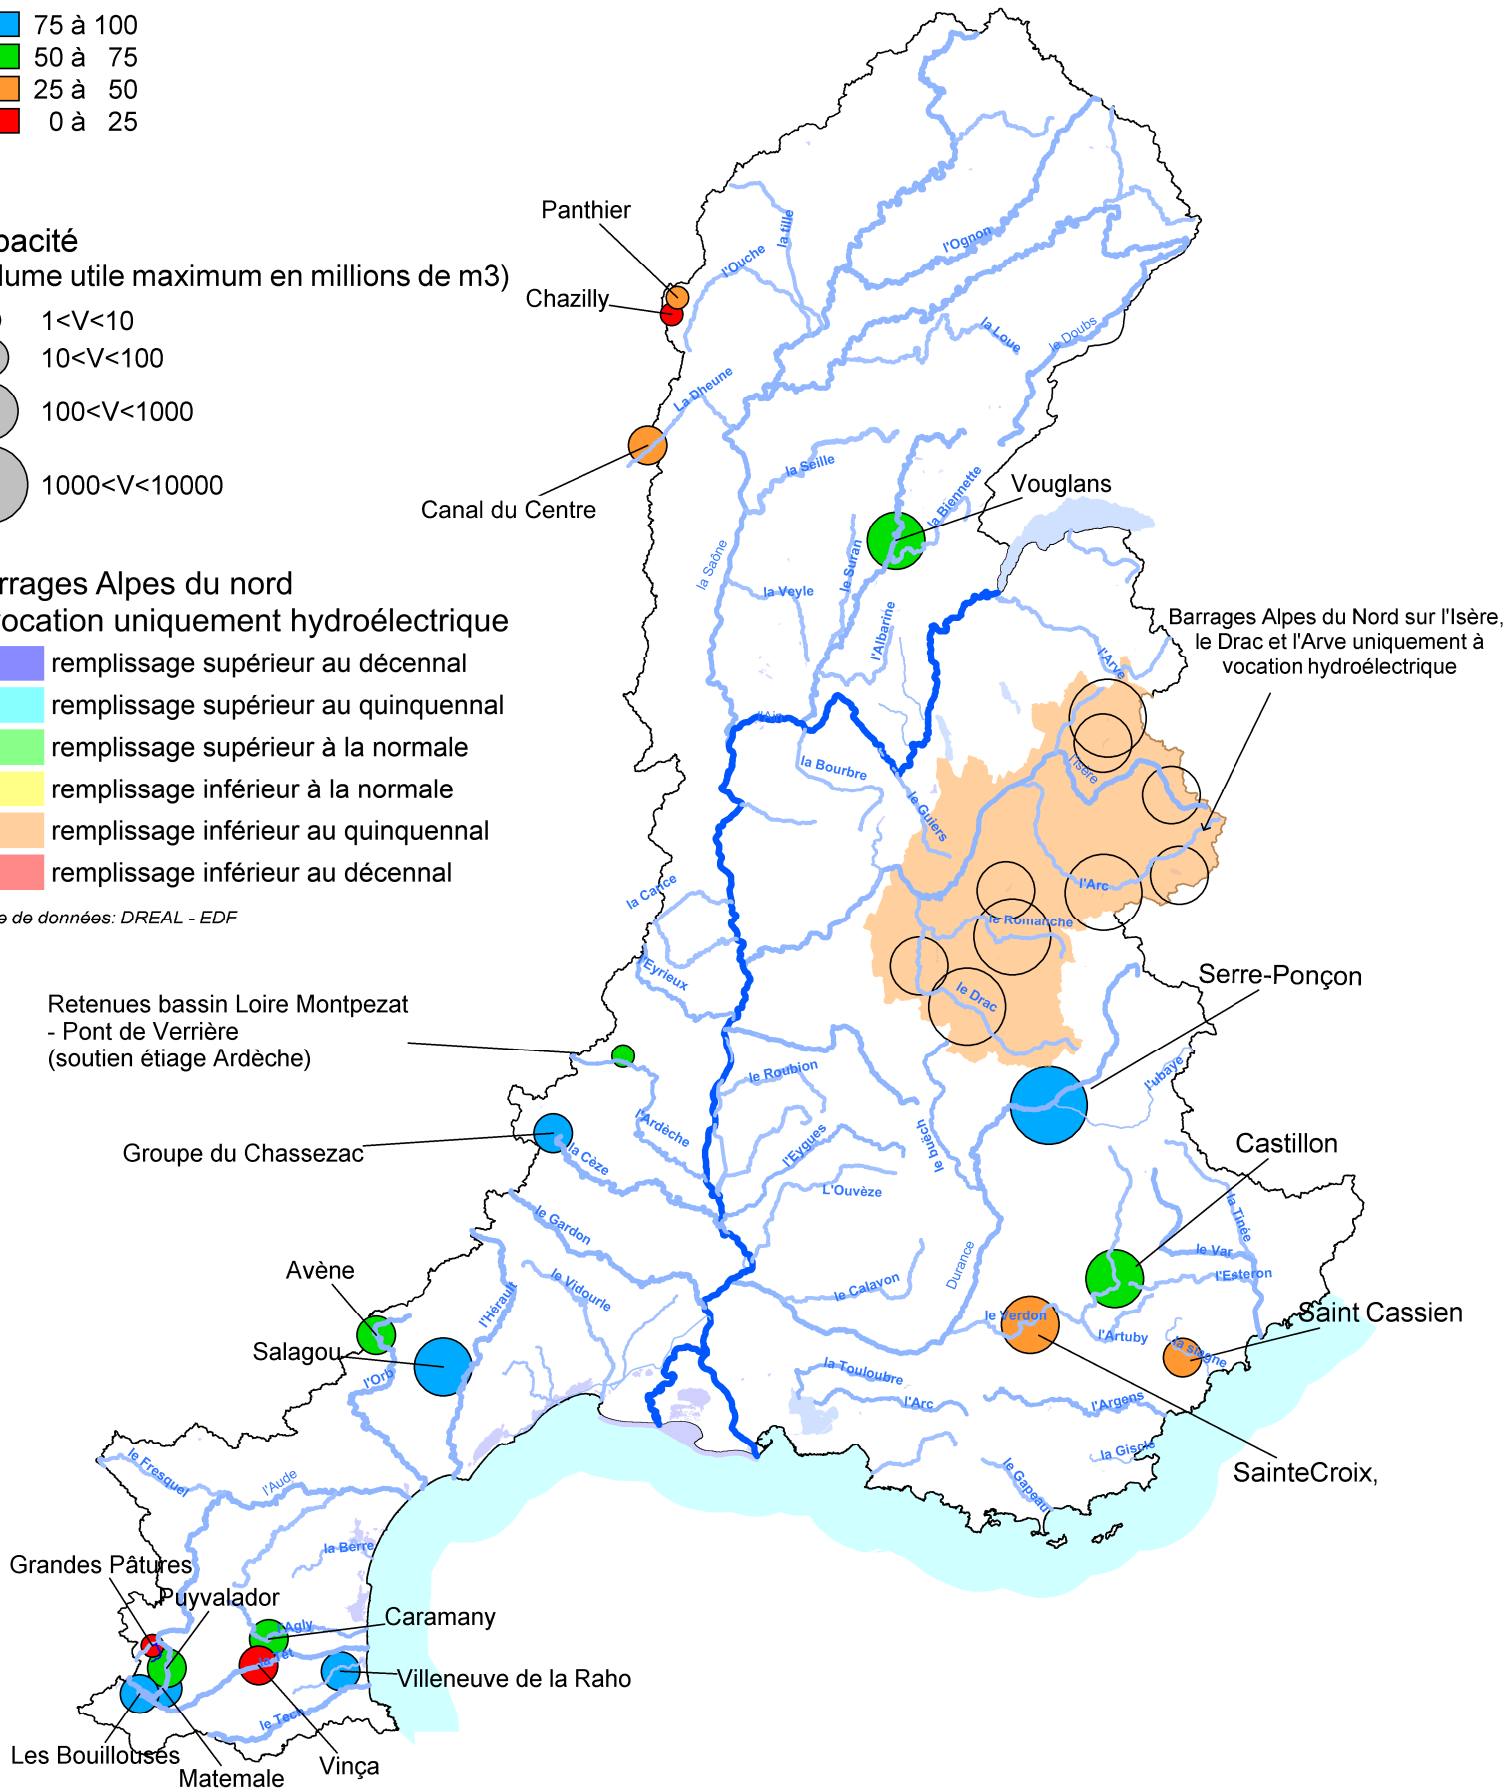 75 à 100
50 à 75
25 à 50
0 à 25
pacité
lume utile maximum en millions de m3)
1<V<10
10<V<100
100<V<1000
1000<V<10000
rrages Alpes du nord
vocation uniquement hydroélectrique
remplissage supérieur au décennal
remplissage supérieur au quinquennal
remplissage supérieur à la normale
remplissage inférieur à la normale
remplissage inférieur au quinquennal
remplissage inférieur au décennal
e de données: DREAL - EDF
Panthier
Chazilly
la tille
l'Ouche
l'Ognon
la Loue
le Doubs
La Dheune
Canal du Centre
la Seille
la Biennette
Vouglans
la Saône
le Suran
la Veyle
l'Albarine
l'Ain
l'Arve
Barrages Alpes du Nord sur l'Isère,
le Drac et l'Arve uniquement à
vocation hydroélectrique
la Bourbre
l'Isère
le Guiers
l'Arc
la Cance
le Romanche
l'Eyrieux
le Drac
Serre-Ponçon
Retenues bassin Loire Montpezat
- Pont de Verrière
(soutien étiage Ardèche)
le Roubion
l'ubaye
l'Ardèche
l'Eygues
le buëch
Groupe du Chassezac
la Cèze
Castillon
L'Ouvèze
le Gardon
la Tinée
le Var
l'Esteron
Durance
Avène
le Vidourle
l'Hérault
le Calavon
le Verdon
l'Artuby
Saint Cassien
la Siagne
Salagou
l'Orb
la Touloubre
l'Arc
l'Argens
la Giscle
le Gapeau
SainteCroix,
le Fresquel
l'Aude
la Berre
Grandes Pâtures
Puyvalador
Caramany
l'Agly
la Têt
Villeneuve de la Raho
le Tech
Les Bouillouses
Matemale
Vinça